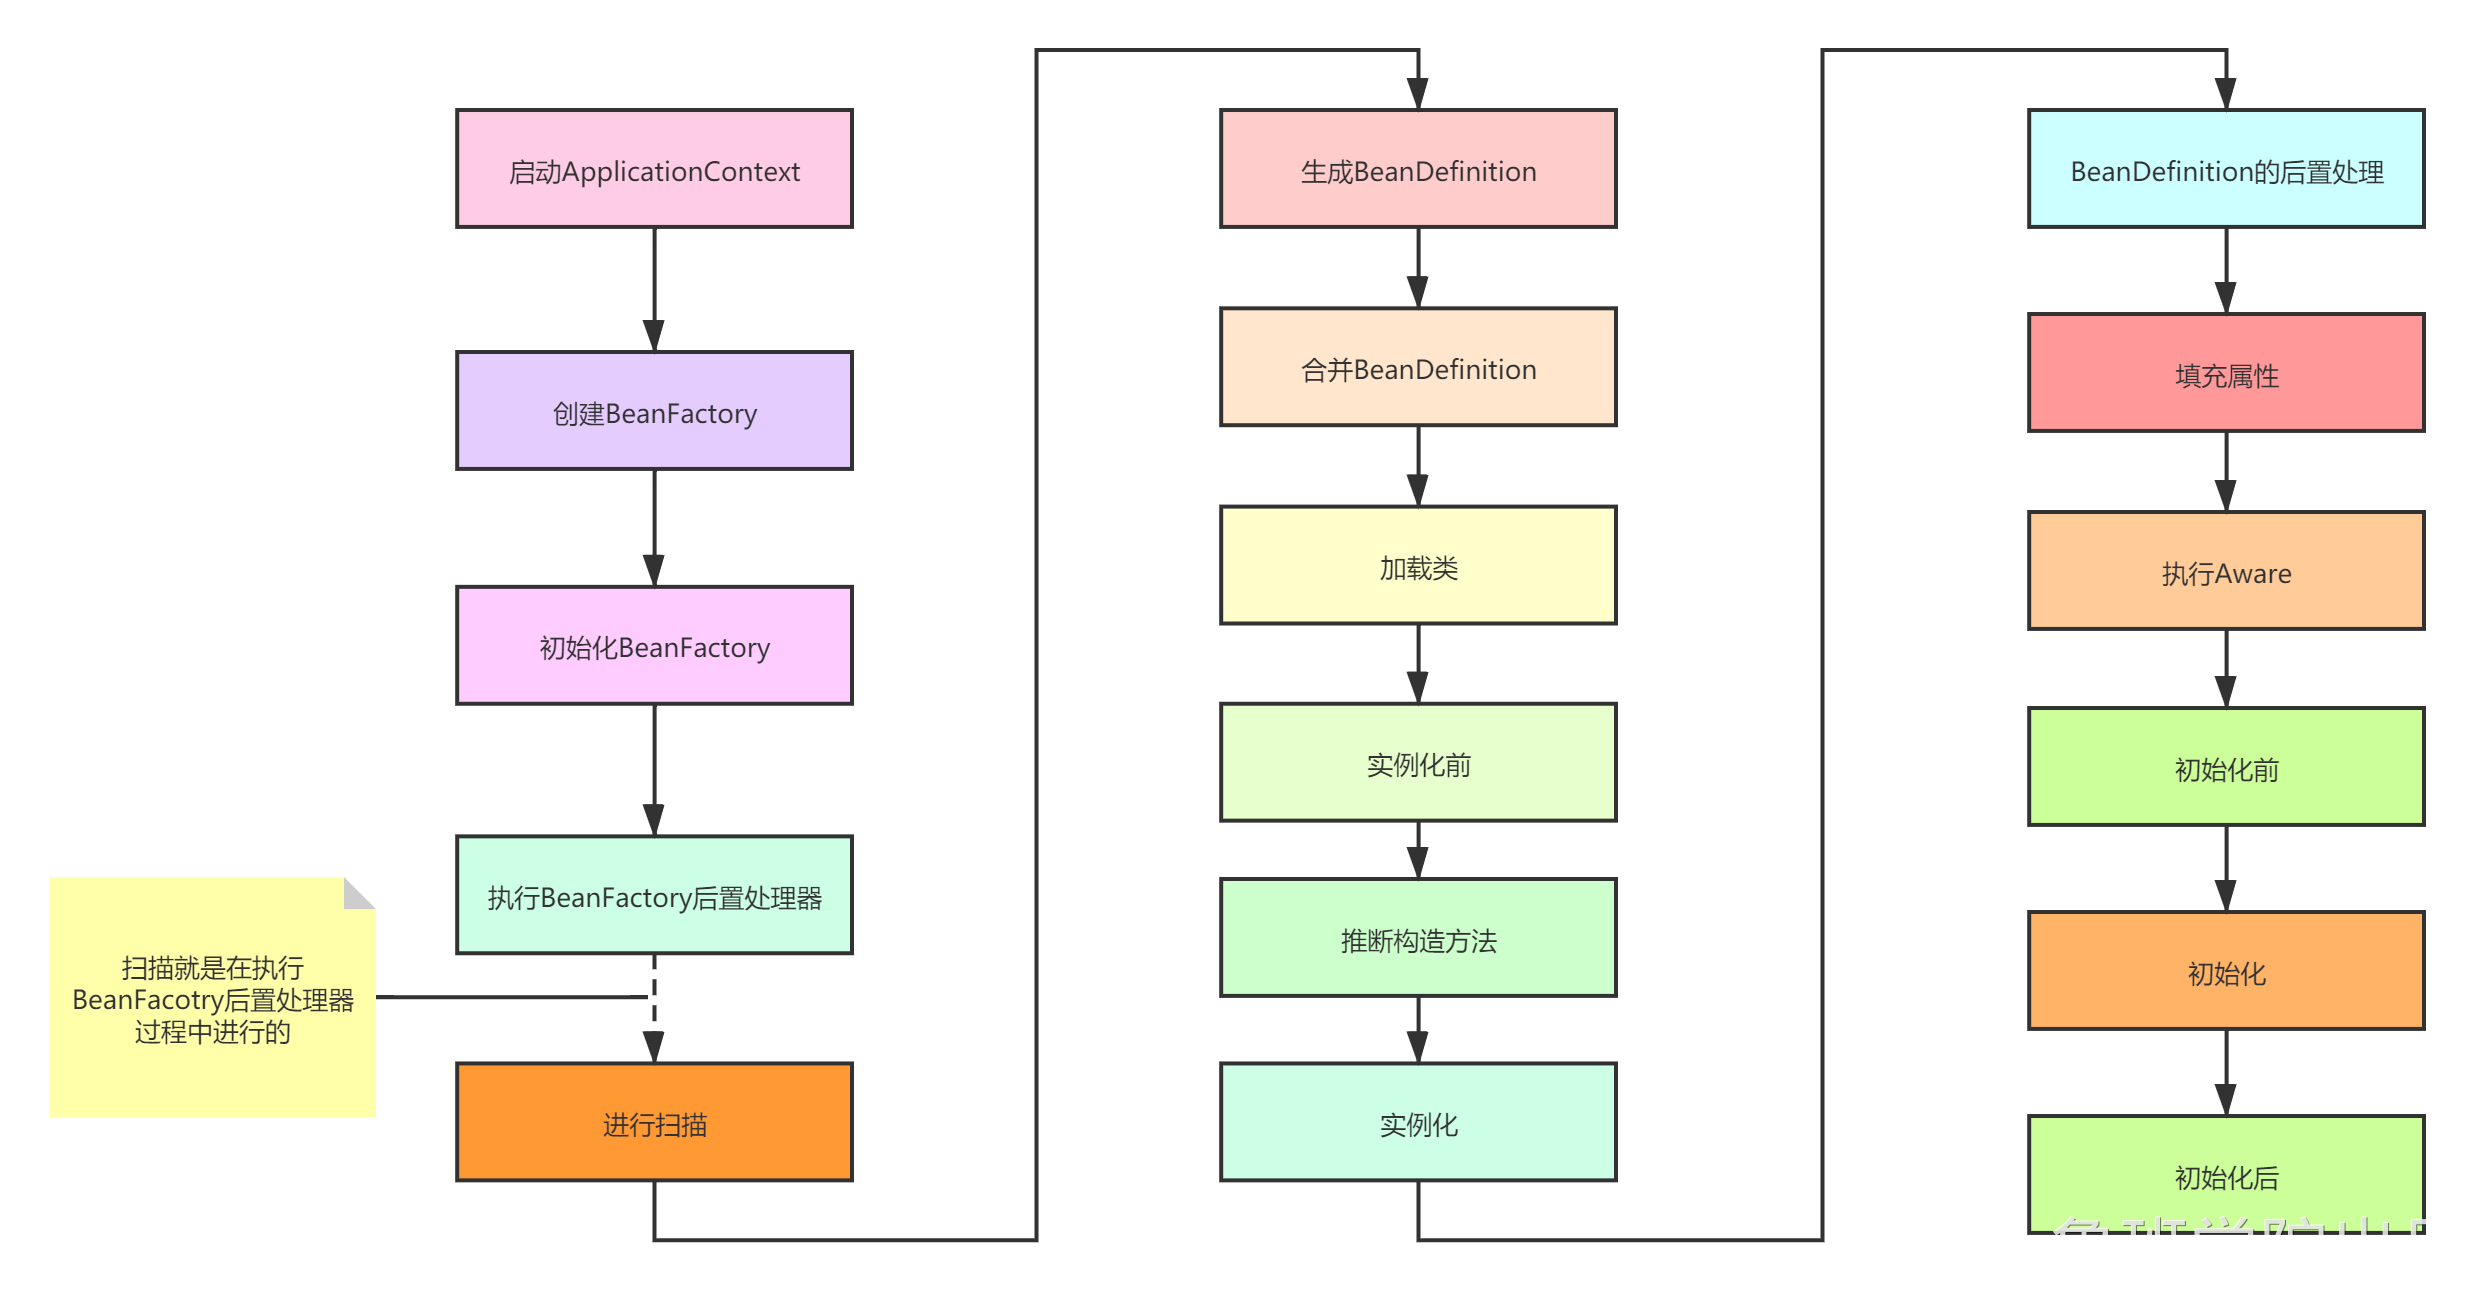 启动ApplicationContext
创建BeanFactory
初始化BeanFactory
执行BeanFactory后置处理器
扫描就是在执行
BeanFacotry后置处理器
过程中进行的
进行扫描
生成BeanDefinition
合并BeanDefinition
加载类
实例化前
推断构造方法
实例化
BeanDefinition的后置处理
填充属性
执行Aware
初始化前
初始化
初始化后